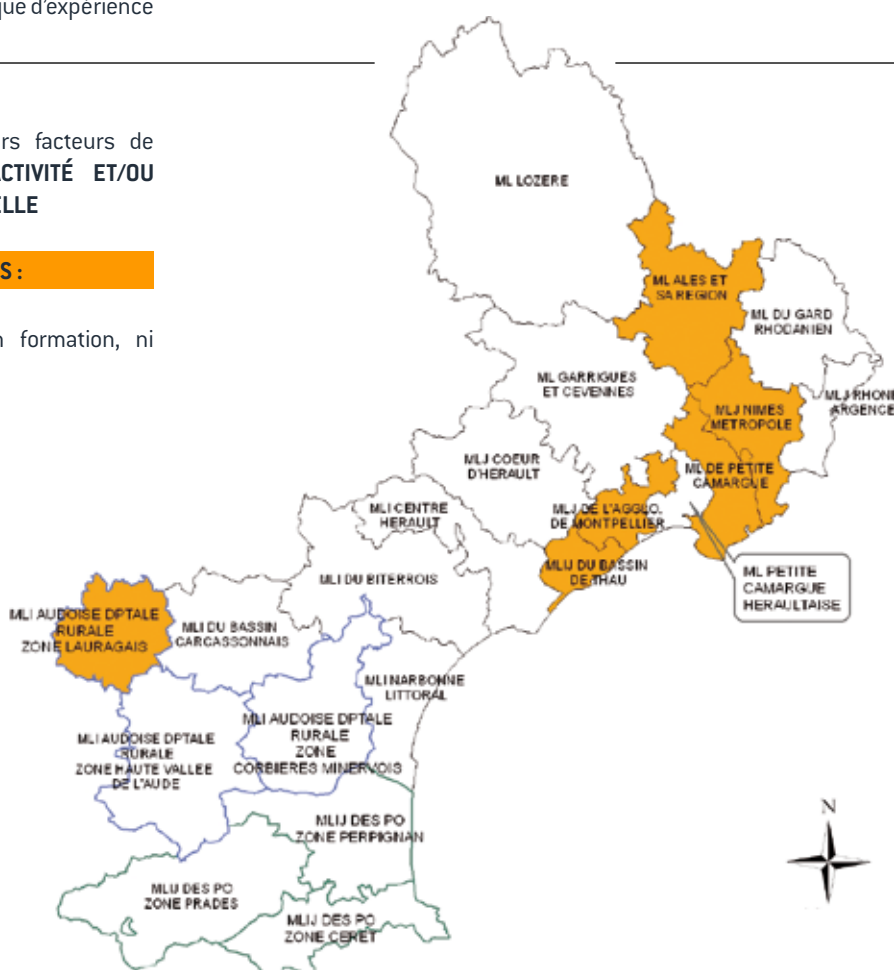 que d'expérience
rs facteurs de
ACTIVITÉ ET/OU
ELLE
S :
n formation, ni
ML LOZERE
ML ALES ET
SA REGION
ML DU GARD
RHODANIEN
ML GARRIGUES
ET CEVENNES
MLJ RHONE
ARGENCE
MLJ NIMES
METROPOLE
MLJ COEUR
D'HERAULT
ML DE PETITE
CAMARGUE
MLI CENTRE
HERAULT
MLJ DE L'AGGLO.
DE MONTPELLIER
MLIJ DU BASSIN
DE THAU
ML PETITE
CAMARGUE
HERAULTAISE
MLI DU BITERROIS
MLI AUDOISE DPTALE
RURALE
ZONE LAURAGAIS
MLI DU BASSIN
CARCASSONNAIS
MLI NARBONNE
LITTORAL
MLI AUDOISE DPTALE
RURALE
ZONE
CORBIERES MINERVOIS
MLI AUDOISE DPTALE
RURALE
ZONE HAUTE VALLEE
DE L'AUDE
MLIJ DES PO
ZONE PERPIGNAN
MLIJ DES PO
ZONE PRADES
MLIJ DES PO
ZONE CERET
N